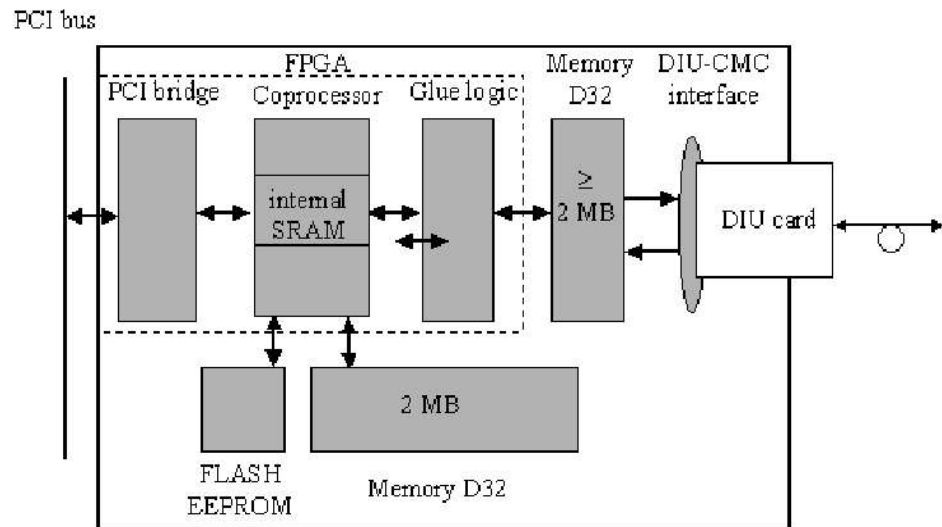 PCI bus
FPGA
PCI bridge
Coprocessor
Glue logic
Memory
D32
DIU-CMC
interface
internal
SRAM
≥
2 MB
DIU card
2 MB
FLASH
EEPROM
Memory D32